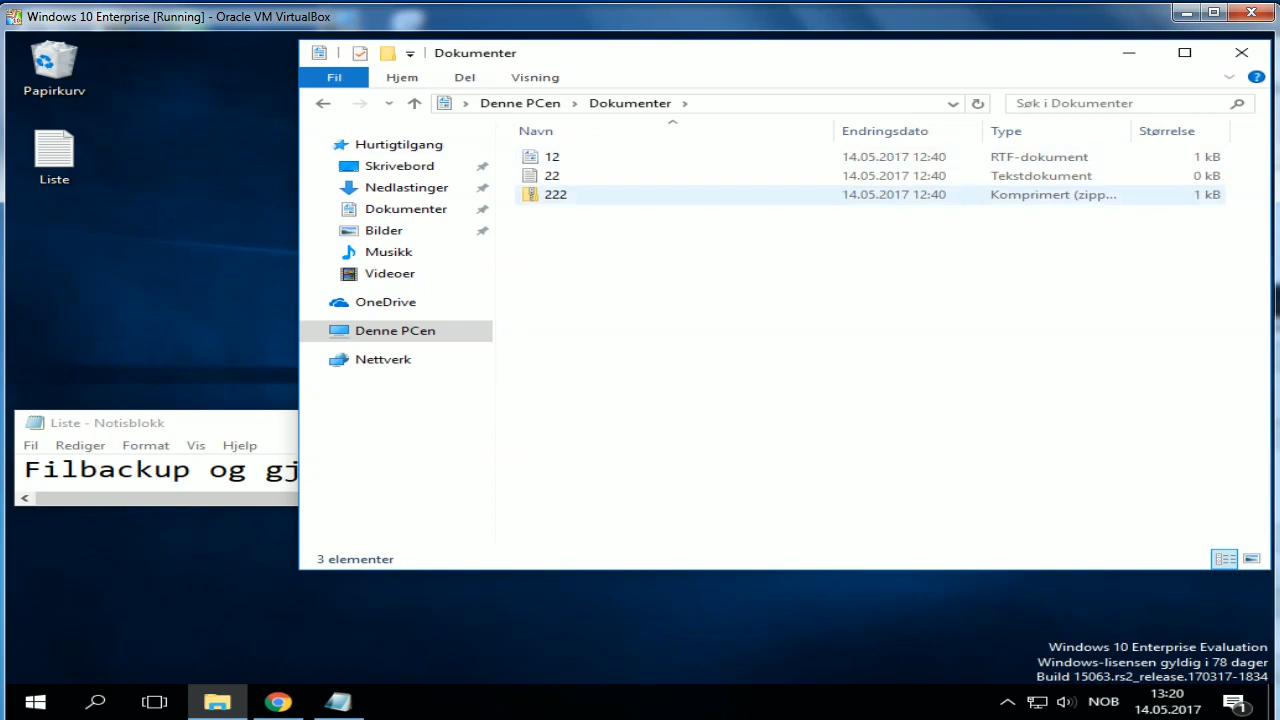 Windows 10 Enterprise [Running] - Oracle VM VirtualBox
Papirkurv
Liste
Dokumenter
Fil Hjem Del Visning
Denne PCen Dokumenter
Søk i Dokumenter
Navn Endringsdato Type Størrelse
12 14.05.2017 12:40 RTF-dokument 1 kB
22 14.05.2017 12:40 Tekstdokument 0 kB
222 14.05.2017 12:40 Komprimert (zipp... 1 kB
Hurtigtilgang
Skrivebord
Nedlastinger
Dokumenter
Bilder
Musikk
Videoer
OneDrive
Denne PCen
Nettverk
3 elementer
Liste - Notisblokk
Fil Rediger Format Vis Hjelp
Filbackup og gj
Windows 10 Enterprise Evaluation
Windows-lisensen gyldig i 78 dager
Build 15063.rs2_release.170317-1834
NOB
13:20
14.05.2017
1